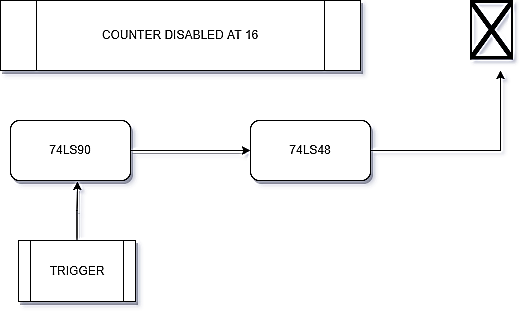 COUNTER DISABLED AT 16
74LS90
74LS48
TRIGGER